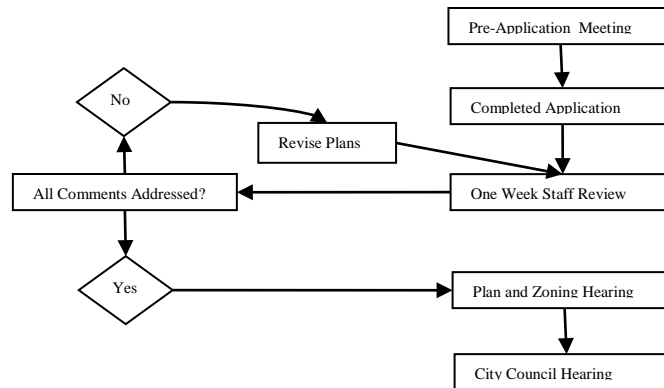 Pre-Application Meeting
No
Completed Application
Revise Plans
All Comments Addressed?
One Week Staff Review
Yes
Plan and Zoning Hearing
City Council Hearing